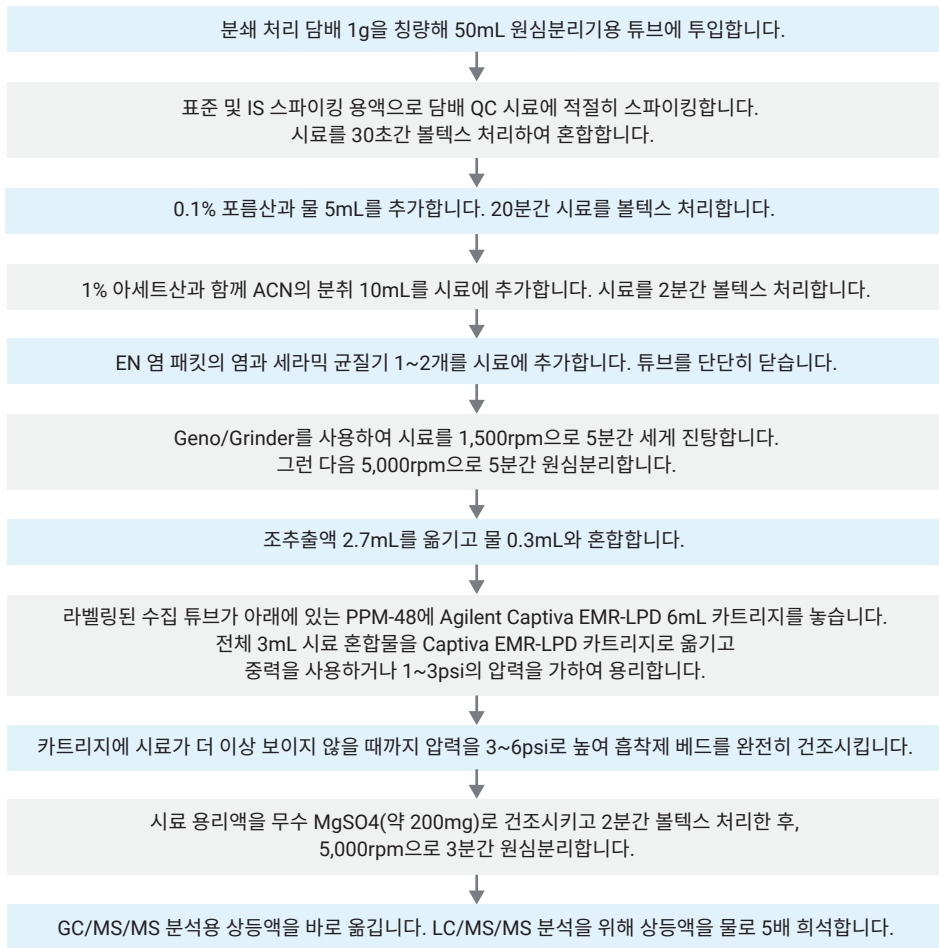 분쇄 처리 담배 1g을 칭량해 50mL 원심분리기용 튜브에 투입합니다.
표준 및 IS 스파이킹 용액으로 담배 QC 시료에 적절히 스파이킹합니다.
시료를 30초간 볼텍스 처리하여 혼합합니다.
0.1% 포름산과 물 5mL를 추가합니다. 20분간 시료를 볼텍스 처리합니다.
1% 아세트산과 함께 ACN의 분취 10mL를 시료에 추가합니다. 시료를 2분간 볼텍스 처리합니다.
EN 염 패킷의 염과 세라믹 균질기 1~2개를 시료에 추가합니다. 튜브를 단단히 닫습니다.
Geno/Grinder를 사용하여 시료를 1,500rpm으로 5분간 세게 진탕합니다.
그런 다음 5,000rpm으로 5분간 원심분리합니다.
조추출액 2.7mL를 옮기고 물 0.3mL와 혼합합니다.
라벨링된 수집 튜브가 아래에 있는 PPM-48에 Agilent Captiva EMR-LPD 6mL 카트리지를 놓습니다.
전체 3mL 시료 혼합물을 Captiva EMR-LPD 카트리지로 옮기고
중력을 사용하거나 1~3psi의 압력을 가하여 용리합니다.
카트리지에 시료가 더 이상 보이지 않을 때까지 압력을 3~6psi로 높여 흡착제 베드를 완전히 건조시킵니다.
시료 용리액을 무수 MgSO4(약 200mg)로 건조시키고 2분간 볼텍스 처리한 후,
5,000rpm으로 3분간 원심분리합니다.
GC/MS/MS 분석용 상등액을 바로 옮깁니다. LC/MS/MS 분석을 위해 상등액을 물로 5배 희석합니다.